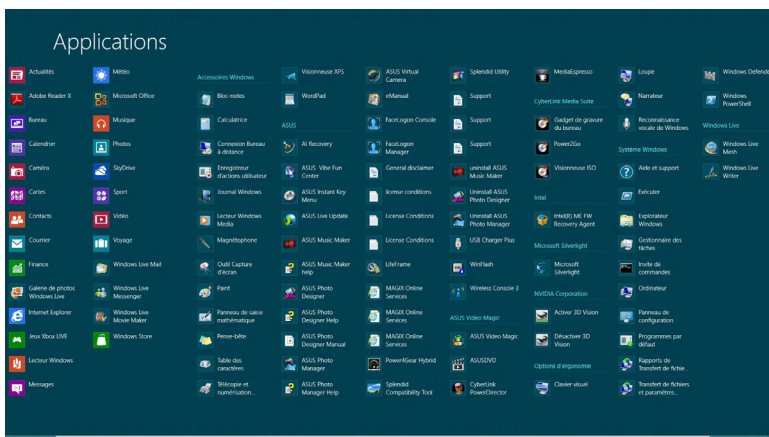 Applications
Actualités
Adobe Reader X
Bureau
Calendrier
Caméra
Cartes
Contacts
Courrier
Finance
Galerie de photos
Windows Live
Internet Explorer
Jeux Xbox LIVE
Lecteur Windows
Messages
Météo
Microsoft Office
Musique
Photos
SkyDrive
Sport
Vidéo
Voyage
Windows Live Mail
Windows Live
Messenger
Windows Live
Movie Maker
Windows Store
Accessoires Windows
Bloc-notes
Calculatrice
Connexion Bureau
à distance
Enregistreur
d'actions utilisateur
Journal Windows
Lecteur Windows
Media
Magnétophone
Outil Capture
d'écran
Paint
Panneau de saisie
mathématique
Pense-bête
Table des
caractères
Télécopie et
numérisation...
Visionneuse XPS
WordPad
ASUS
AI Recovery
ASUS Vibe Fun
Center
ASUS Instant Key
Menu
ASUS Live Update
ASUS Music Maker
ASUS Music Maker
help
ASUS Photo
Designer
ASUS Photo
Designer Help
ASUS Photo
Designer Manual
ASUS Photo
Manager
ASUS Photo
Manager Help
ASUS Virtual
Camera
eManual
FaceLogon Console
FaceLogon
Manager
General disclaimer
license conditions
License Conditions
License Conditions
LifeFrame
MAGIX Online
Services
MAGIX Online
Services
MAGIX Online
Services
Power4Gear Hybrid
Splendid
Compatibility Tool
Splendid Utility
Support
Support
Support
uninstall ASUS
Music Maker
Uninstall ASUS
Photo Designer
Uninstall ASUS
Photo Manager
USB Charger Plus
WinFlash
Wireless Console 3
ASUS Video Magic
ASUS Video Magic
ASUSDVD
CyberLink
PowerDirector
MediaEspresso
CyberLink Media Suite
Gadget de gravure
du bureau
Power2Go
Visionneuse ISO
Intel
Intel(R) ME FW
Recovery Agent
Microsoft Silverlight
Microsoft
Silverlight
NVIDIA Corporation
Activer 3D Vision
Désactiver 3D
Vision
Options d'ergonomie
Clavier visuel
Loupe
Narrateur
Reconnaissance
vocale de Windows
Système Windows
Aide et support
Exécuter
Explorateur
Windows
Gestionnaire des
tâches
Invite de
commandes
Ordinateur
Panneau de
configuration
Programmes par
défaut
Rapports de
Transfert de fichie...
Transfert de fichiers
et paramètres...
Windows Defende
Windows
PowerShell
Windows Live
Windows Live
Mesh
Windows Live
Writer